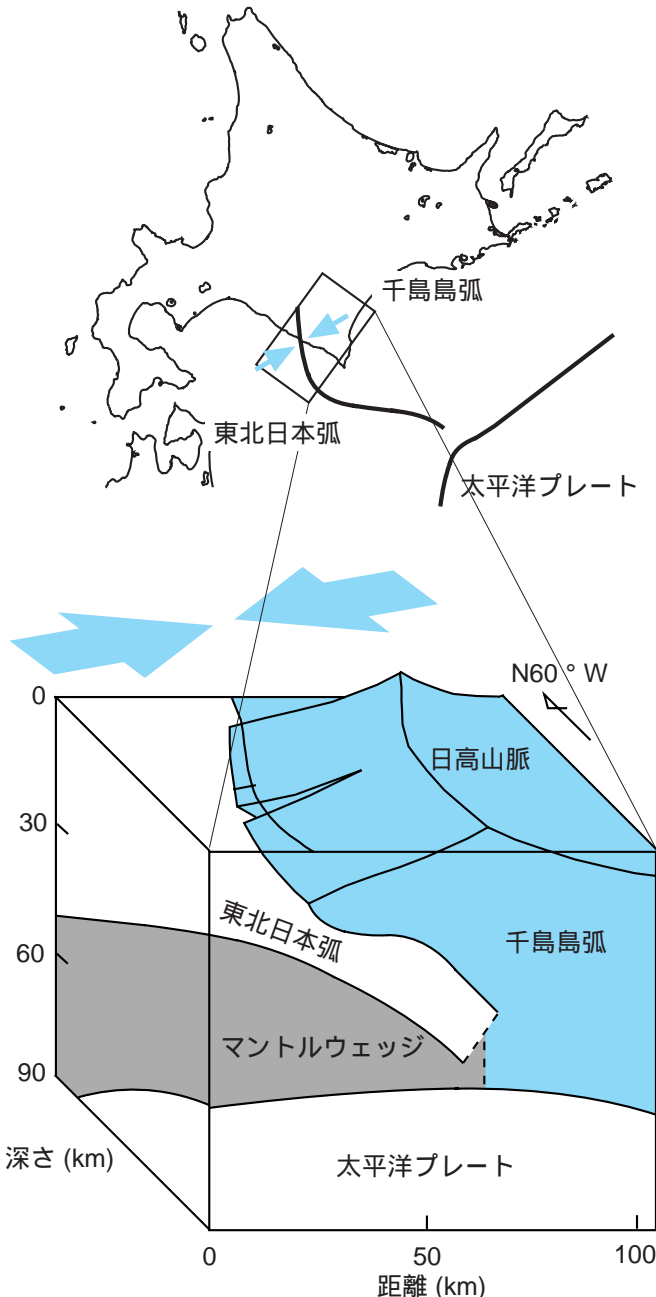 千島島弧
東北日本弧
太平洋プレート
N60 ° W
0
日高山脈
30
東北日本弧
千島島弧
60
マントルウェッジ
90
深さ (km)
太平洋プレート
0
50
100
距離 (km)